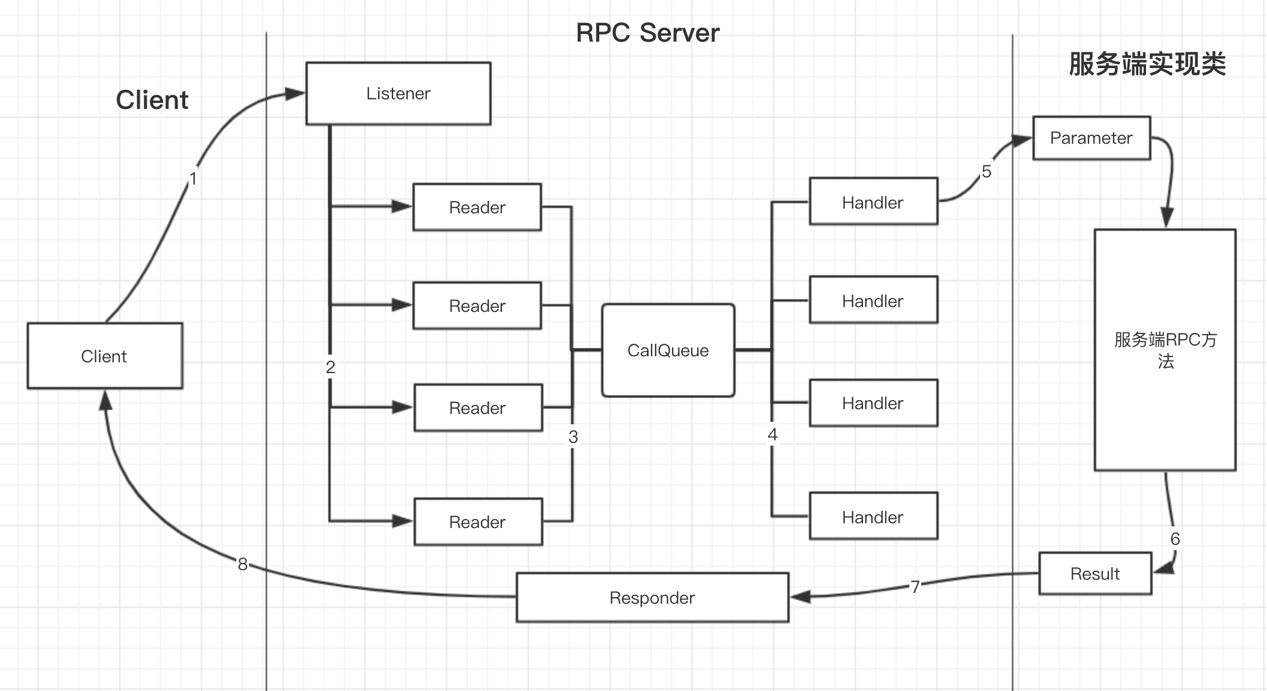 RPC Server
Client
服务端实现类
Listener
1
Parameter
5
Reader
Handler
Reader
Handler
CallQueue
服务端RPC方
法
Client
2
Reader
Handler
3
4
Reader
Handler
6
8
7
Result
Responder